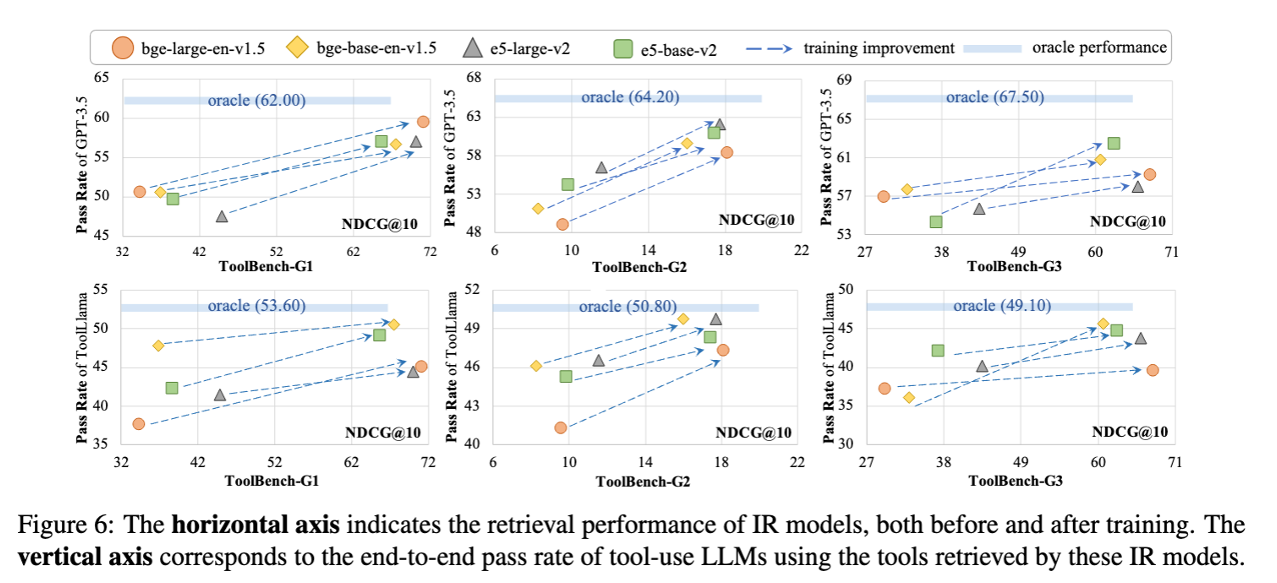 bge-large-en-v1.5 bge-base-en-v1.5 e5-large-v2 e5-base-v2 training improvement oracle performance
Pass Rate of GPT-3.5
65
60
55
50
45
oracle (62.00)
NDCG@10
32 42 52 62 72
ToolBench-G1
Pass Rate of GPT-3.5
68
63
58
53
48
oracle (64.20)
NDCG@10
6 10 14 18 22
ToolBench-G2
Pass Rate of GPT-3.5
69
65
61
57
53
oracle (67.50)
NDCG@10
27 38 49 60 71
ToolBench-G3
Pass Rate of ToolLlama
55
50
45
40
35
oracle (53.60)
NDCG@10
32 42 52 62 72
ToolBench-G1
Pass Rate of ToolLlama
52
49
46
43
40
oracle (50.80)
NDCG@10
6 10 14 18 22
ToolBench-G2
Pass Rate of ToolLlama
50
45
40
35
30
oracle (49.10)
NDCG@10
27 38 49 60 71
ToolBench-G3
Figure 6: The horizontal axis indicates the retrieval performance of IR models, both before and after training. The
vertical axis corresponds to the end-to-end pass rate of tool-use LLMs using the tools retrieved by these IR models.